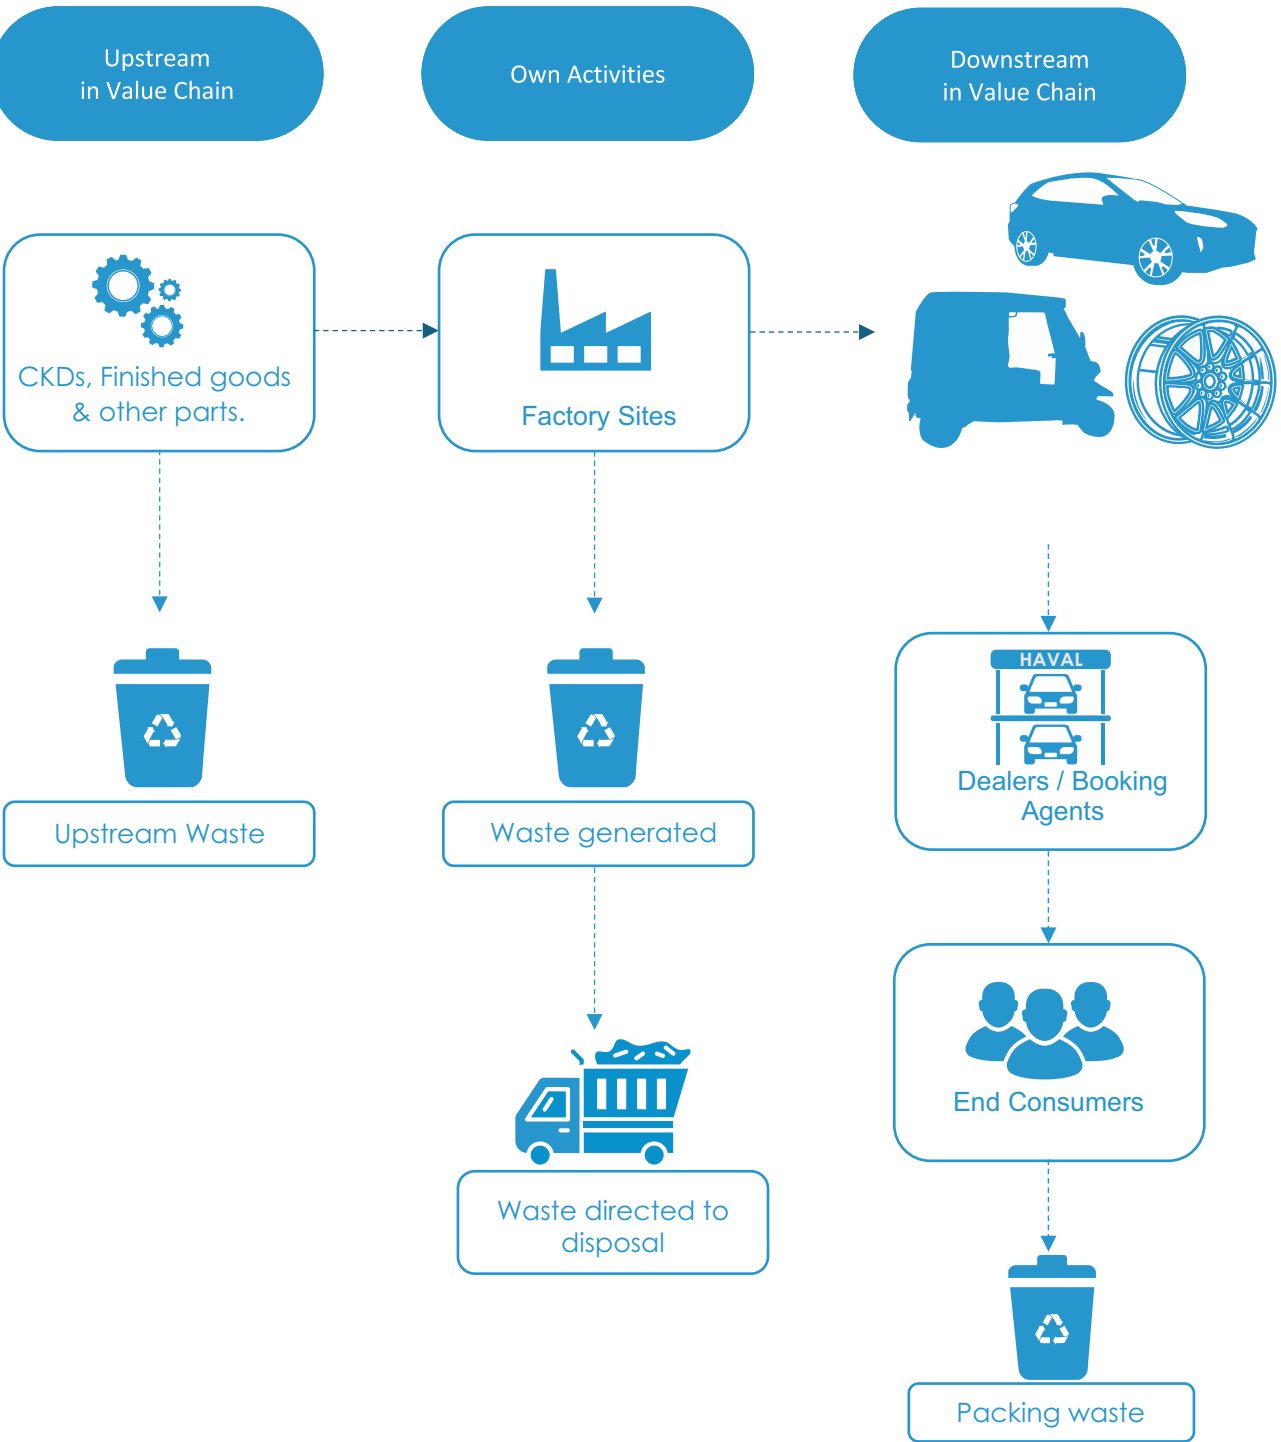 Upstream
in Value Chain
Own Activities
Downstream
in Value Chain
CKDs, Finished goods
& other parts.
Factory Sites
HAVAL
Dealers / Booking
Agents
Upstream Waste
Waste generated
End Consumers
Waste directed to
disposal
Packing waste